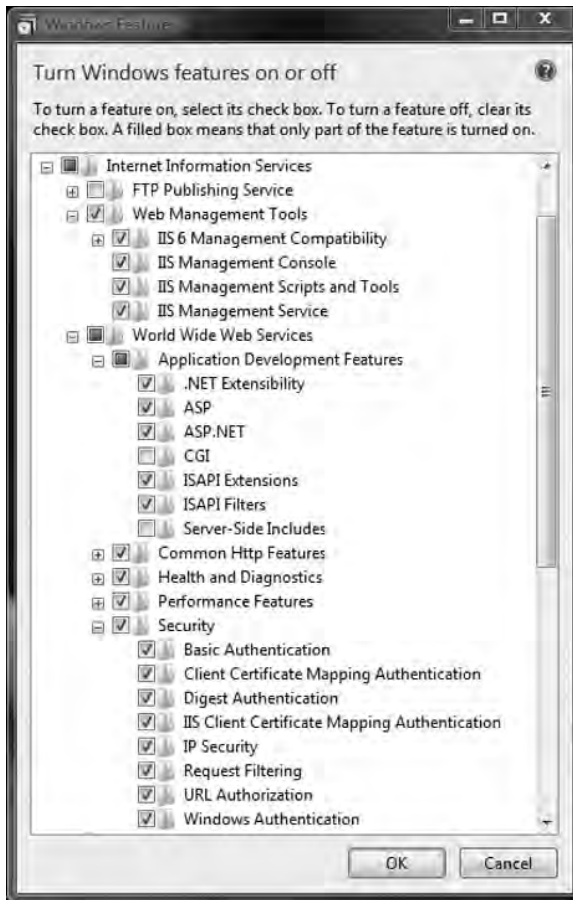 Windows Features
Turn Windows features on or off
To turn a feature on, select its check box. To turn a feature off, clear its
check box. A filled box means that only part of the feature is turned on.
Internet Information Services
FTP Publishing Service
Web Management Tools
IIS 6 Management Compatibility
IIS Management Console
IIS Management Scripts and Tools
IIS Management Service
World Wide Web Services
Application Development Features
.NET Extensibility
ASP
ASP.NET
CGI
ISAPI Extensions
ISAPI Filters
Server-Side Includes
Common Http Features
Health and Diagnostics
Performance Features
Security
Basic Authentication
Client Certificate Mapping Authentication
Digest Authentication
IIS Client Certificate Mapping Authentication
IP Security
Request Filtering
URL Authorization
Windows Authentication
OK Cancel